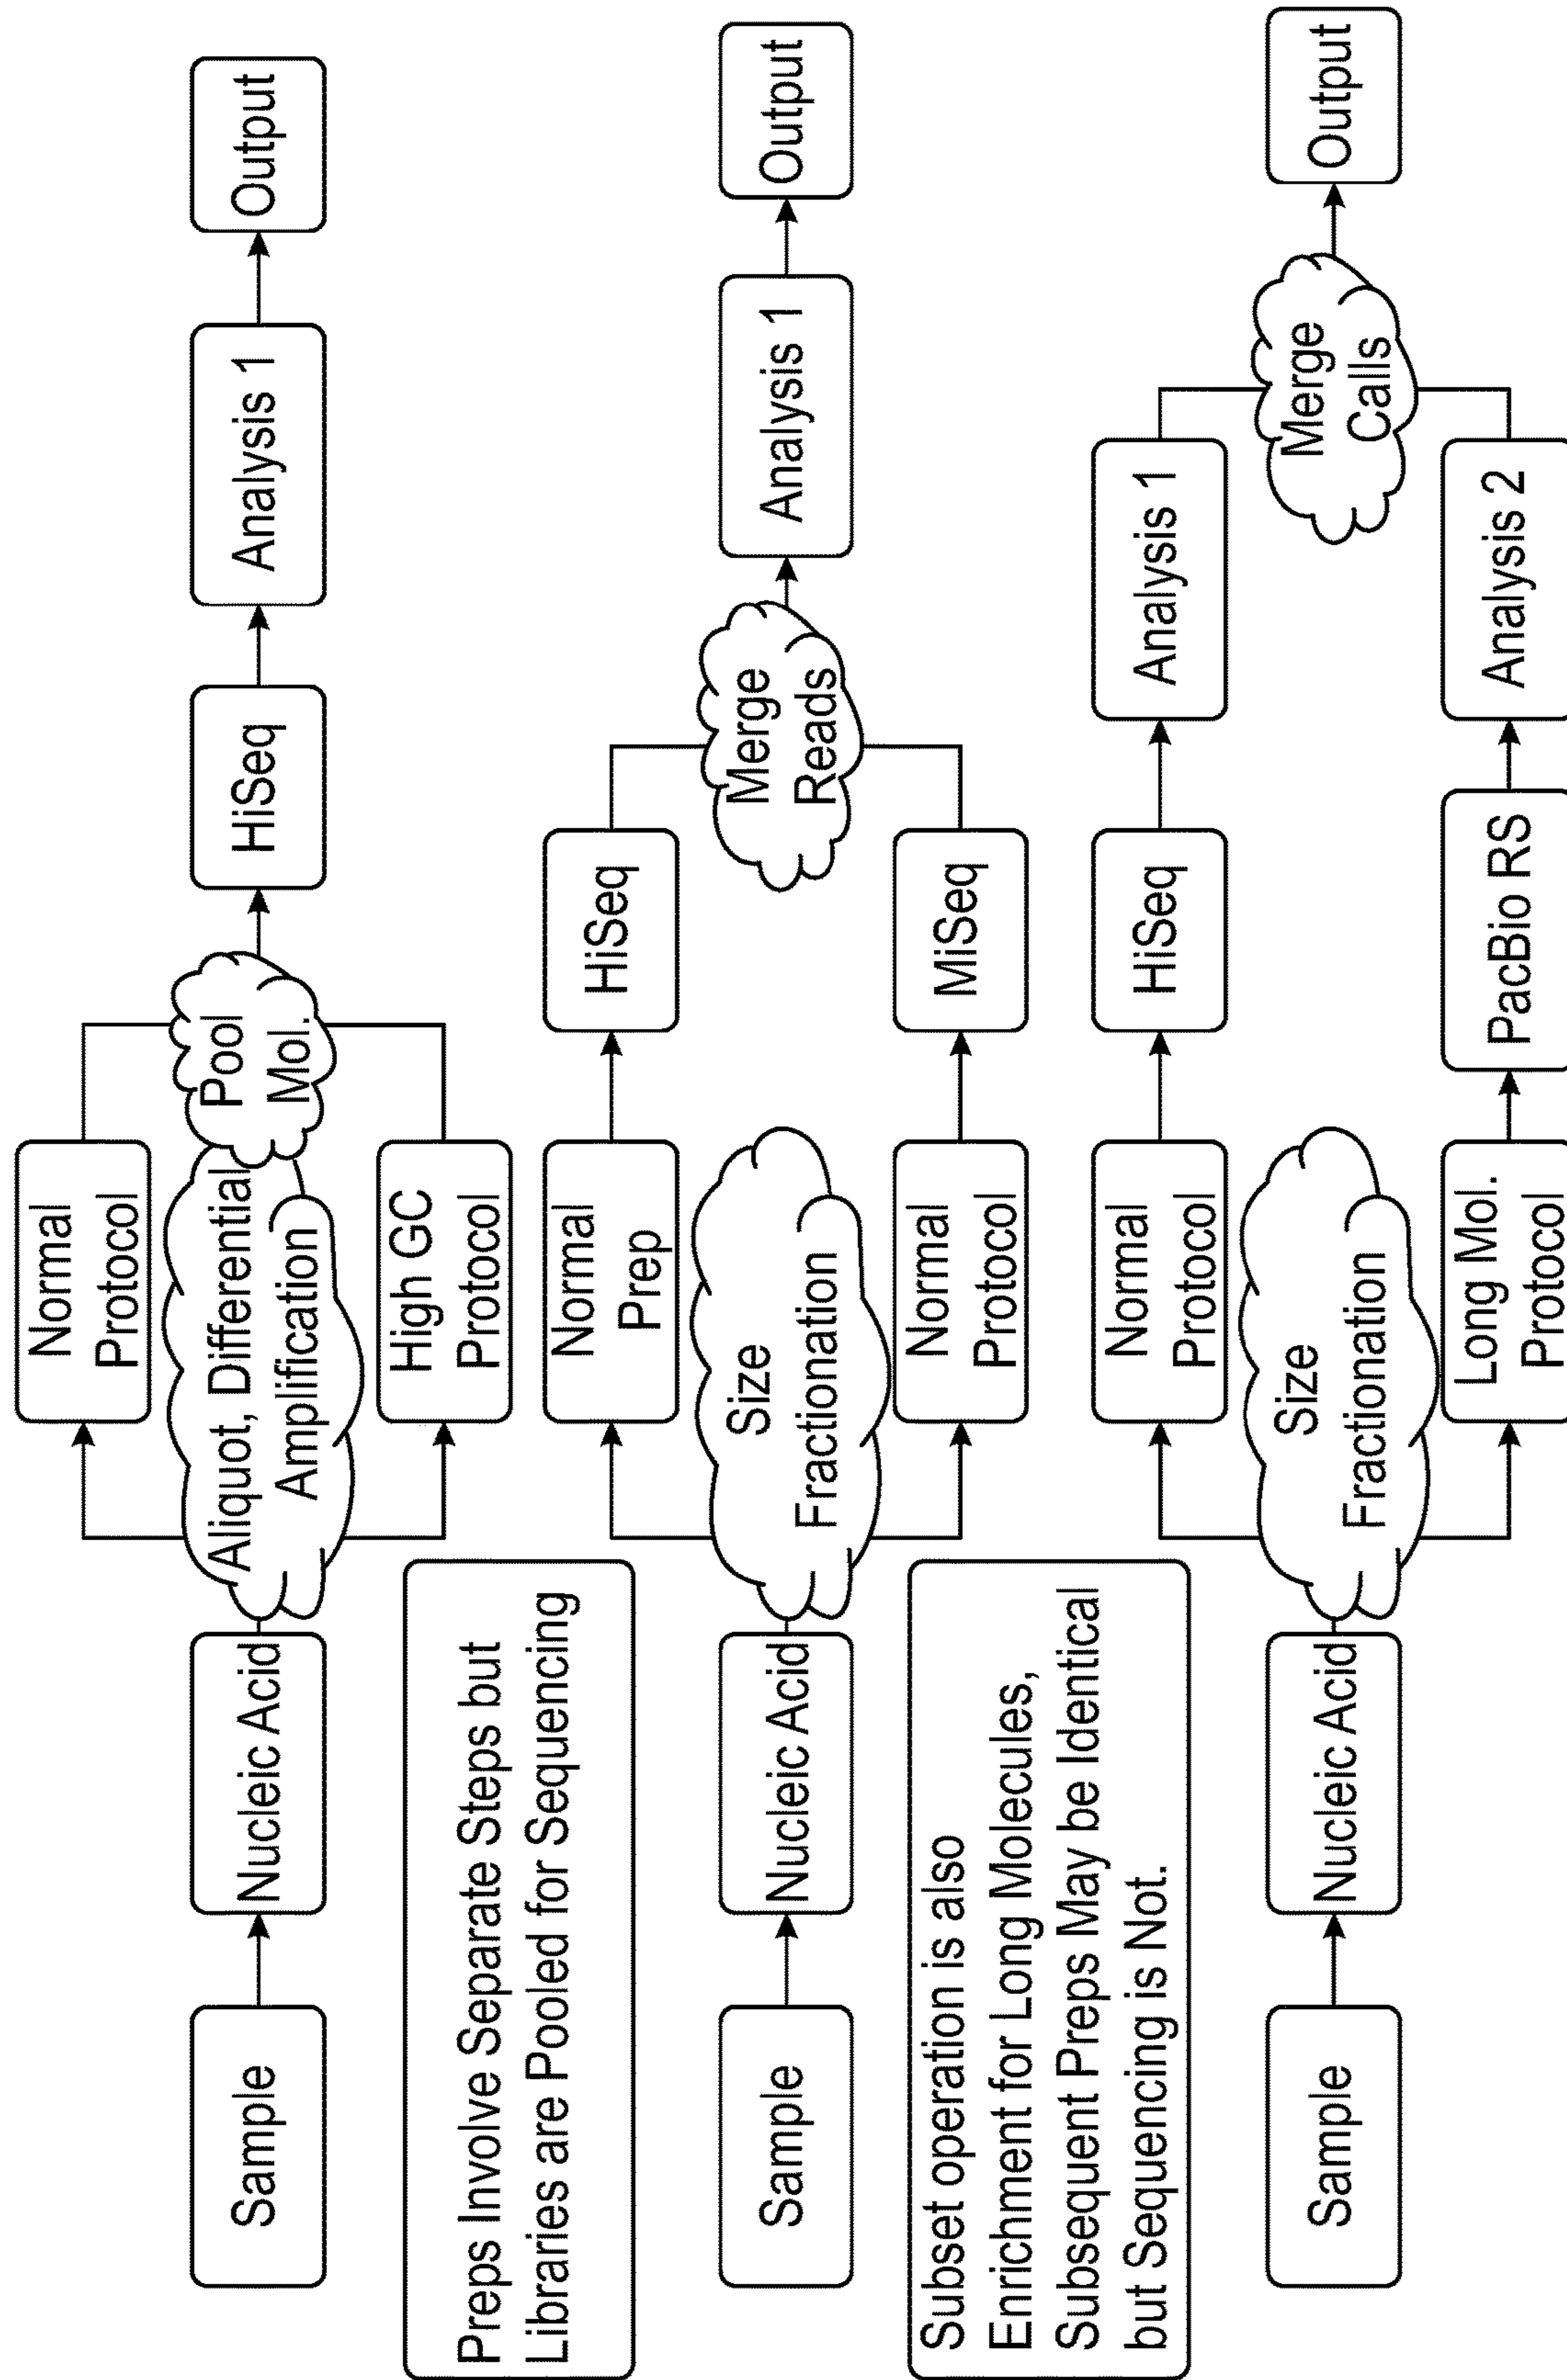 Sample
Nucleic Acid
Aliquot, Differential
Amplification
Normal
Protocol
High GC
Protocol
Pool
Mol.
HiSeq
Analysis 1
Output
Preps Involve Separate Steps but
Libraries are Pooled for Sequencing
Sample
Nucleic Acid
Size
Fractionation
Normal
Prep
Normal
Protocol
HiSeq
MiSeq
Merge
Reads
Analysis 1
Output
Subset operation is also
Enrichment for Long Molecules,
Subsequent Preps May be Identical
but Sequencing is Not.
Sample
Nucleic Acid
Size
Fractionation
Normal
Protocol
Long Mol.
Protocol
HiSeq
PacBio RS
Analysis 1
Analysis 2
Merge
Calls
Output